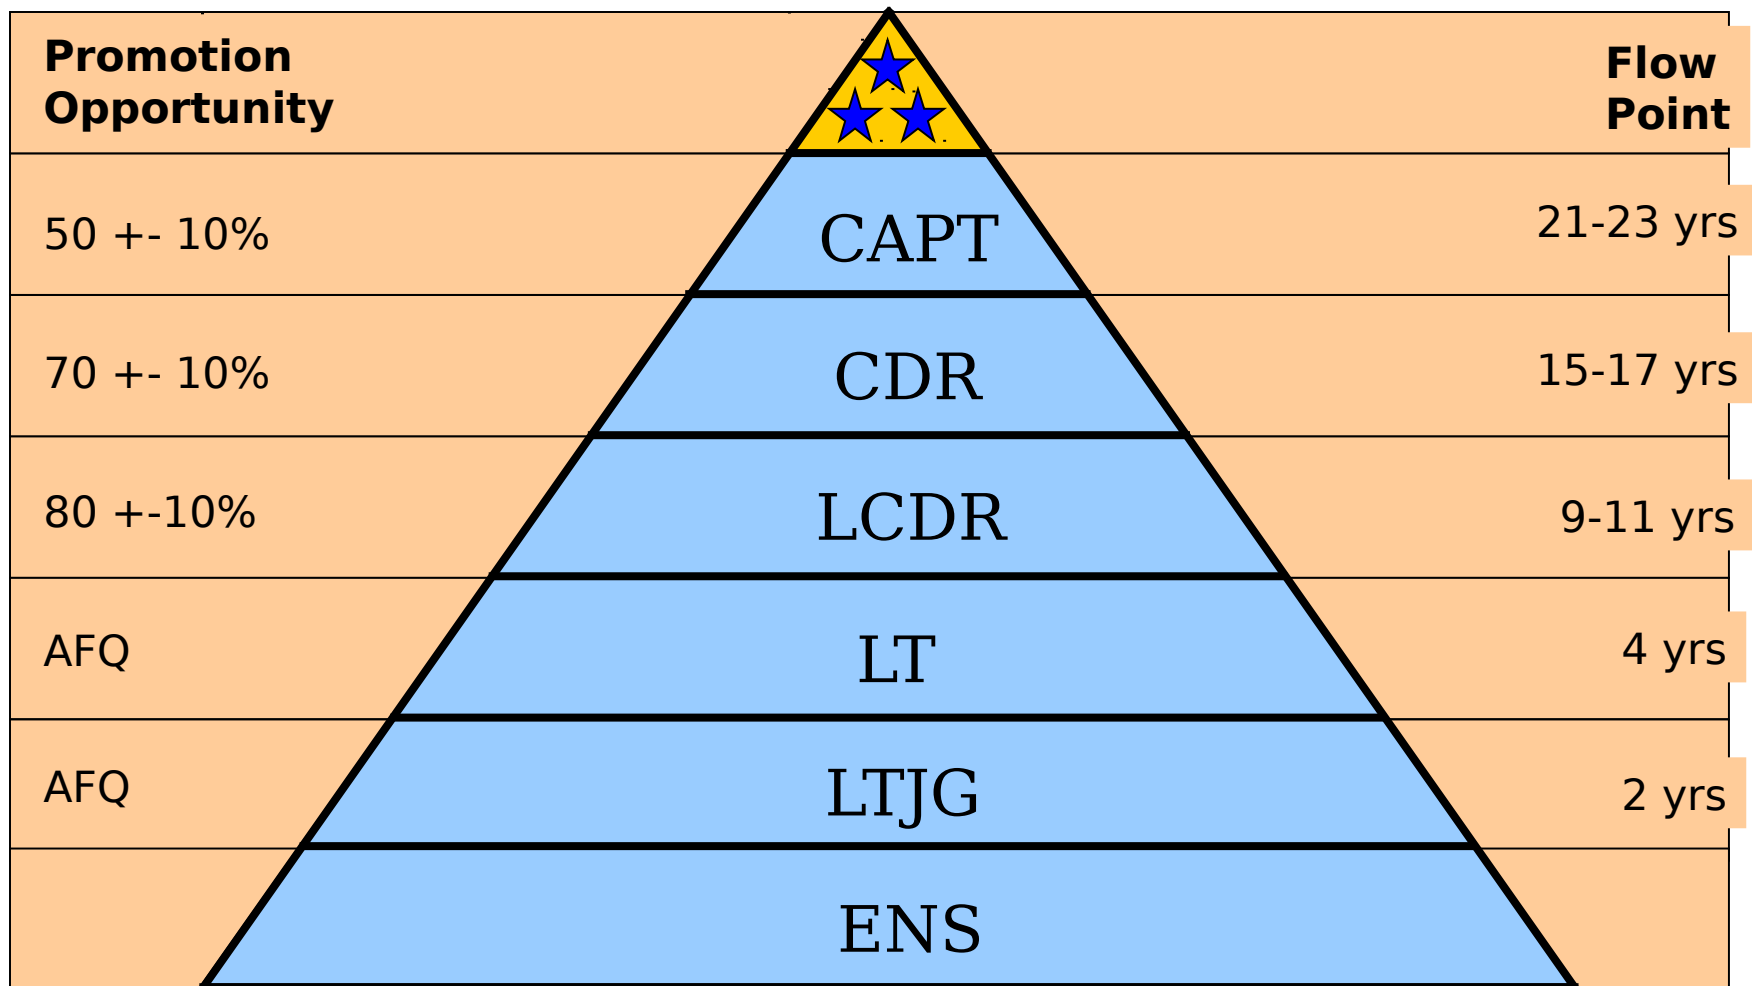 Promotion
Opportunity
Flow
Point
50 +- 10%
CAPT
21-23 yrs
70 +- 10%
CDR
15-17 yrs
80 +-10%
LCDR
9-11 yrs
AFQ
LT
4 yrs
AFQ
LTJG
2 yrs
ENS